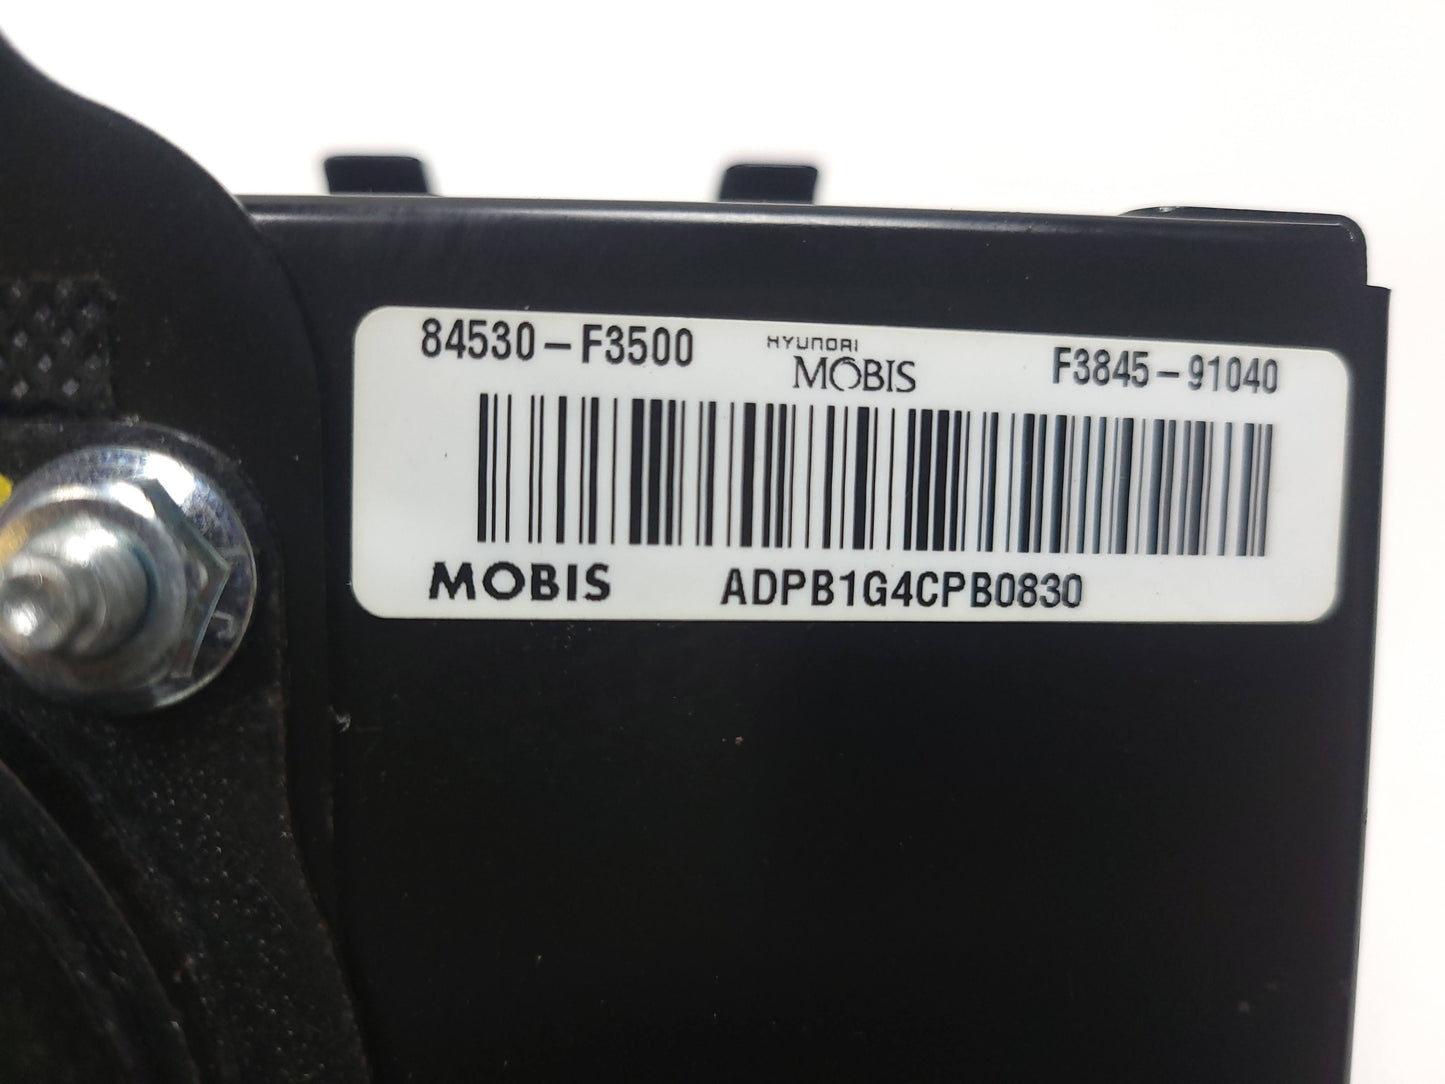 84530-F3500
HYUNDAI
MOBIS
F3845-91040
MOBIS
ADPB1G4CPB0830